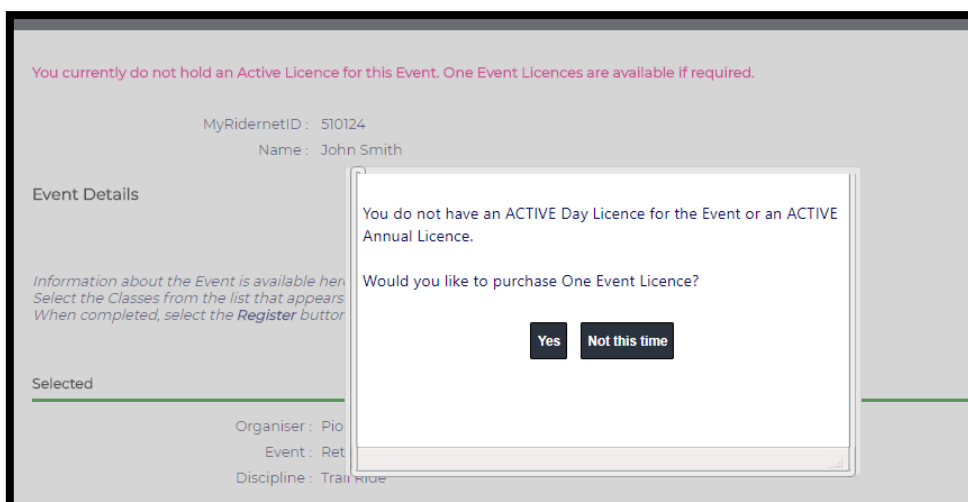 You currently do not hold an Active Licence for this Event. One Event Licences are available if required.
MyRidernetID : 510124
Name : John Smith
Event Details
You do not have an ACTIVE Day Licence for the Event or an ACTIVE
Annual Licence.
Would you like to purchase One Event Licence?
Yes Not this time
Information about the Event is available
Select the Classes from the list that appears
When completed, select the Register
Selected
Organiser :
Event :
Discipline : Trail Ride